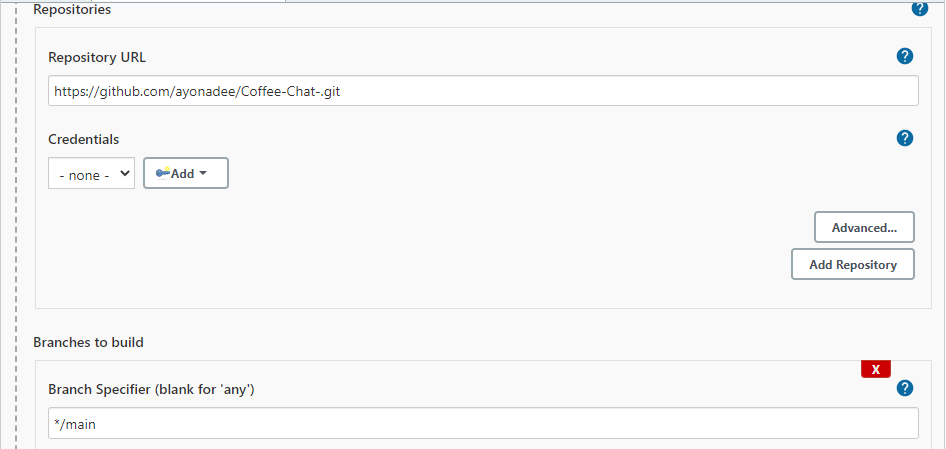 Repositories
?
Repository URL
?
https://github.com/ayonadee/Coffee-Chat-.git
Credentials
?
- none -
Add
Advanced...
Add Repository
Branches to build
X
Branch Specifier (blank for 'any')
?
*/main